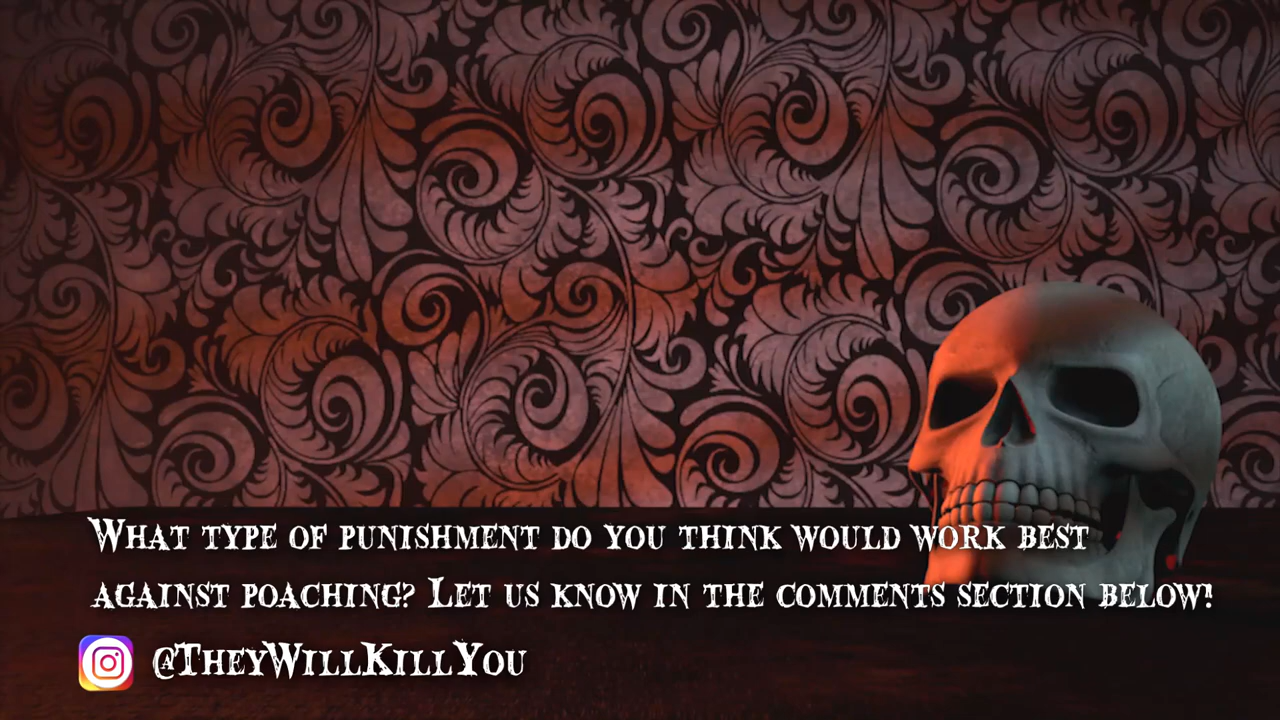 What type of punishment do you think would work best
against poaching? Let us know in the comments section below!
@TheyWillKillYou